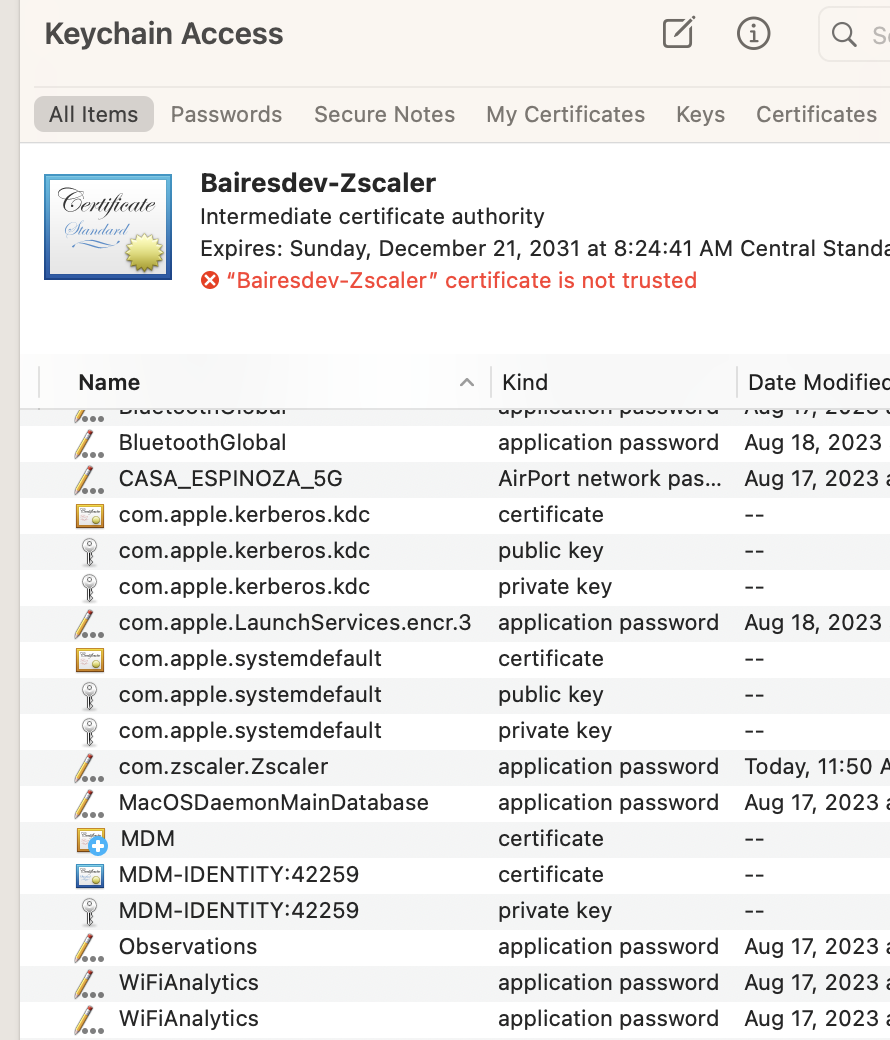 Keychain Access
All Items Passwords Secure Notes My Certificates Keys Certificates
Certificate
Standard
Bairesdev-Zscaler
Intermediate certificate authority
Expires: Sunday, December 21, 2031 at 8:24:41 AM Central
“Bairesdev-Zscaler” certificate is not trusted
Name Kind Date Modified
BluetoothGlobal application password Aug 17, 2023
BluetoothGlobal application password Aug 18, 2023
CASA_ESPINOZA_5G AirPort network pas... Aug 17, 2023
com.apple.kerberos.kdc certificate --
com.apple.kerberos.kdc public key --
com.apple.kerberos.kdc private key --
com.apple.LaunchServices.encr.3 application password Aug 18, 2023
com.apple.systemdefault certificate --
com.apple.systemdefault public key --
com.apple.systemdefault private key --
com.zscaler.Zscaler application password Today, 11:50
MacOSDaemonMainDatabase application password Aug 17, 2023
MDM certificate --
MDM-IDENTITY:42259 certificate --
MDM-IDENTITY:42259 private key --
Observations application password Aug 17, 2023
WiFiAnalytics application password Aug 17, 2023
WiFiAnalytics application password Aug 17, 2023